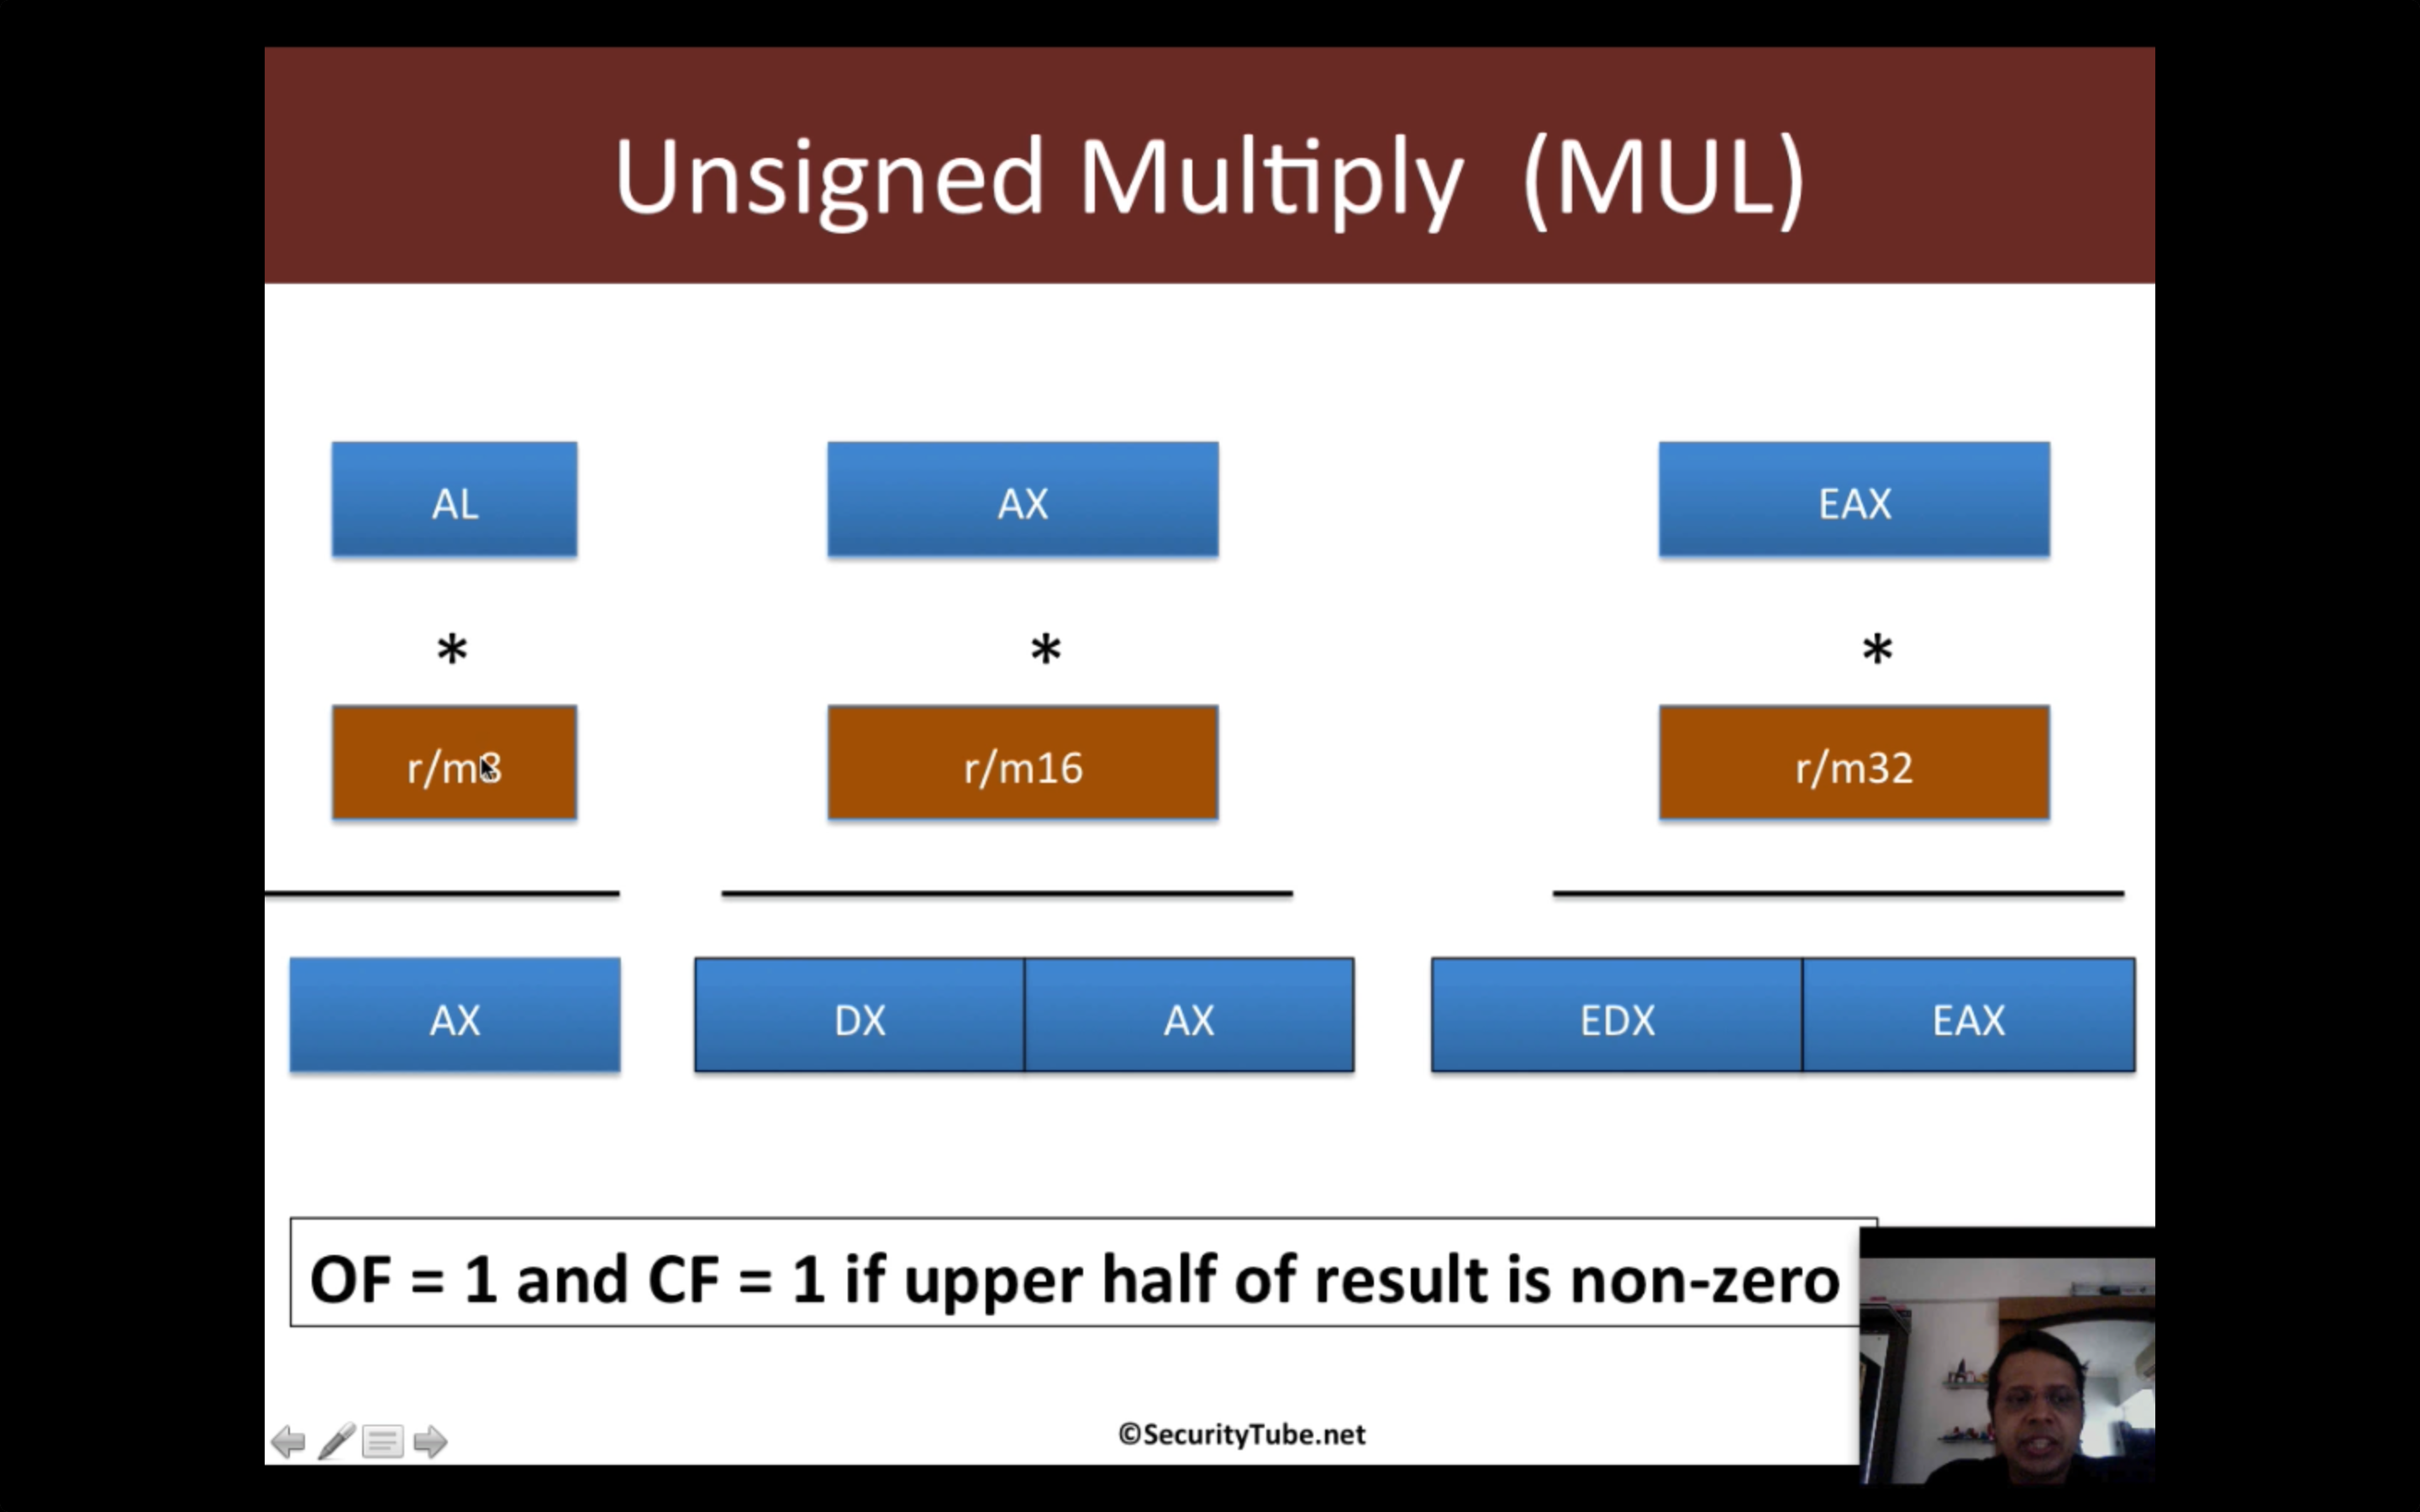 Unsigned Multiply (MUL)
AL
AX
EAX
*
*
*
r/m8
r/m16
r/m32
AX
DX
AX
EDX
EAX
OF = 1 and CF = 1 if upper half of result is non-zero
©SecurityTube.net